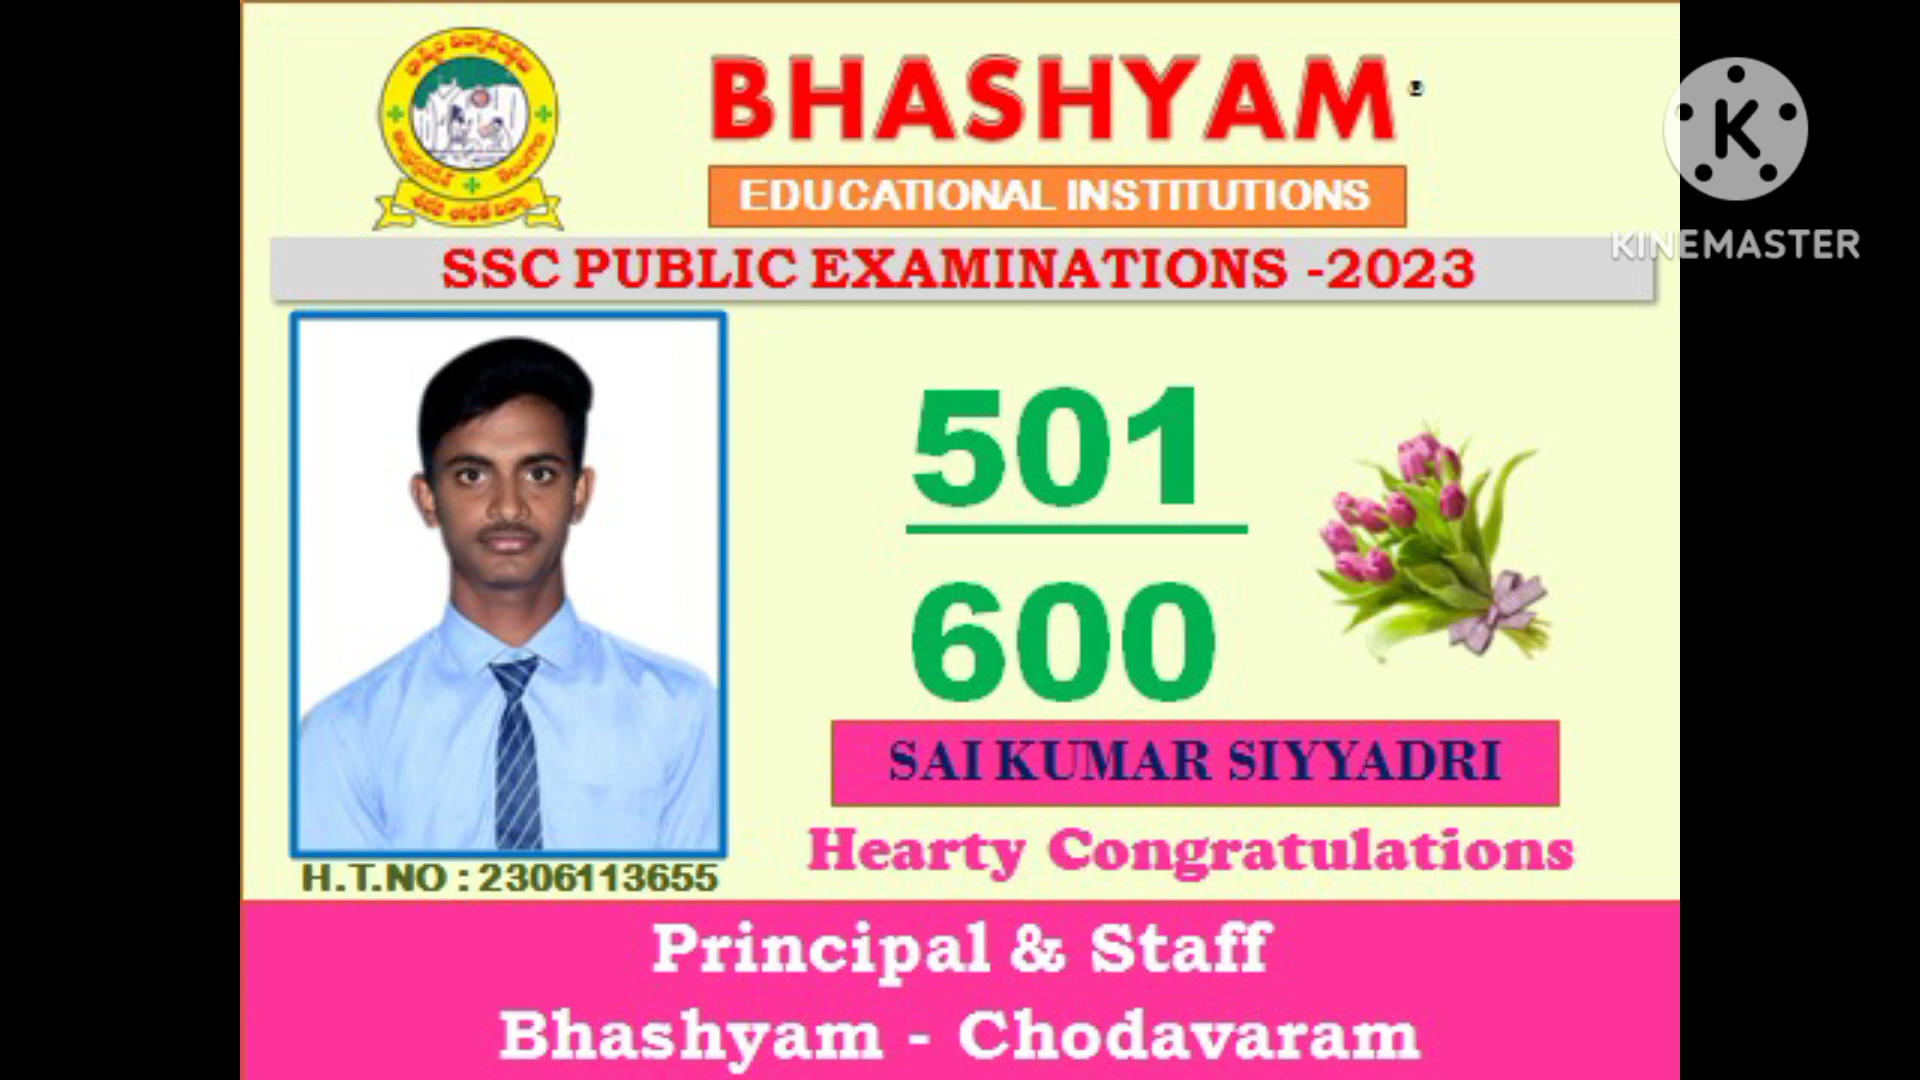 BHASHYAM
EDUCATIONAL INSTITUTIONS
KINEMASTER
SSC PUBLIC EXAMINATIONS -2023
501
600
SAI KUMAR SIYYADRI
Hearty Congratulations
H.T.NO : 2306113655
Principal & Staff
Bhashyam - Chodavaram